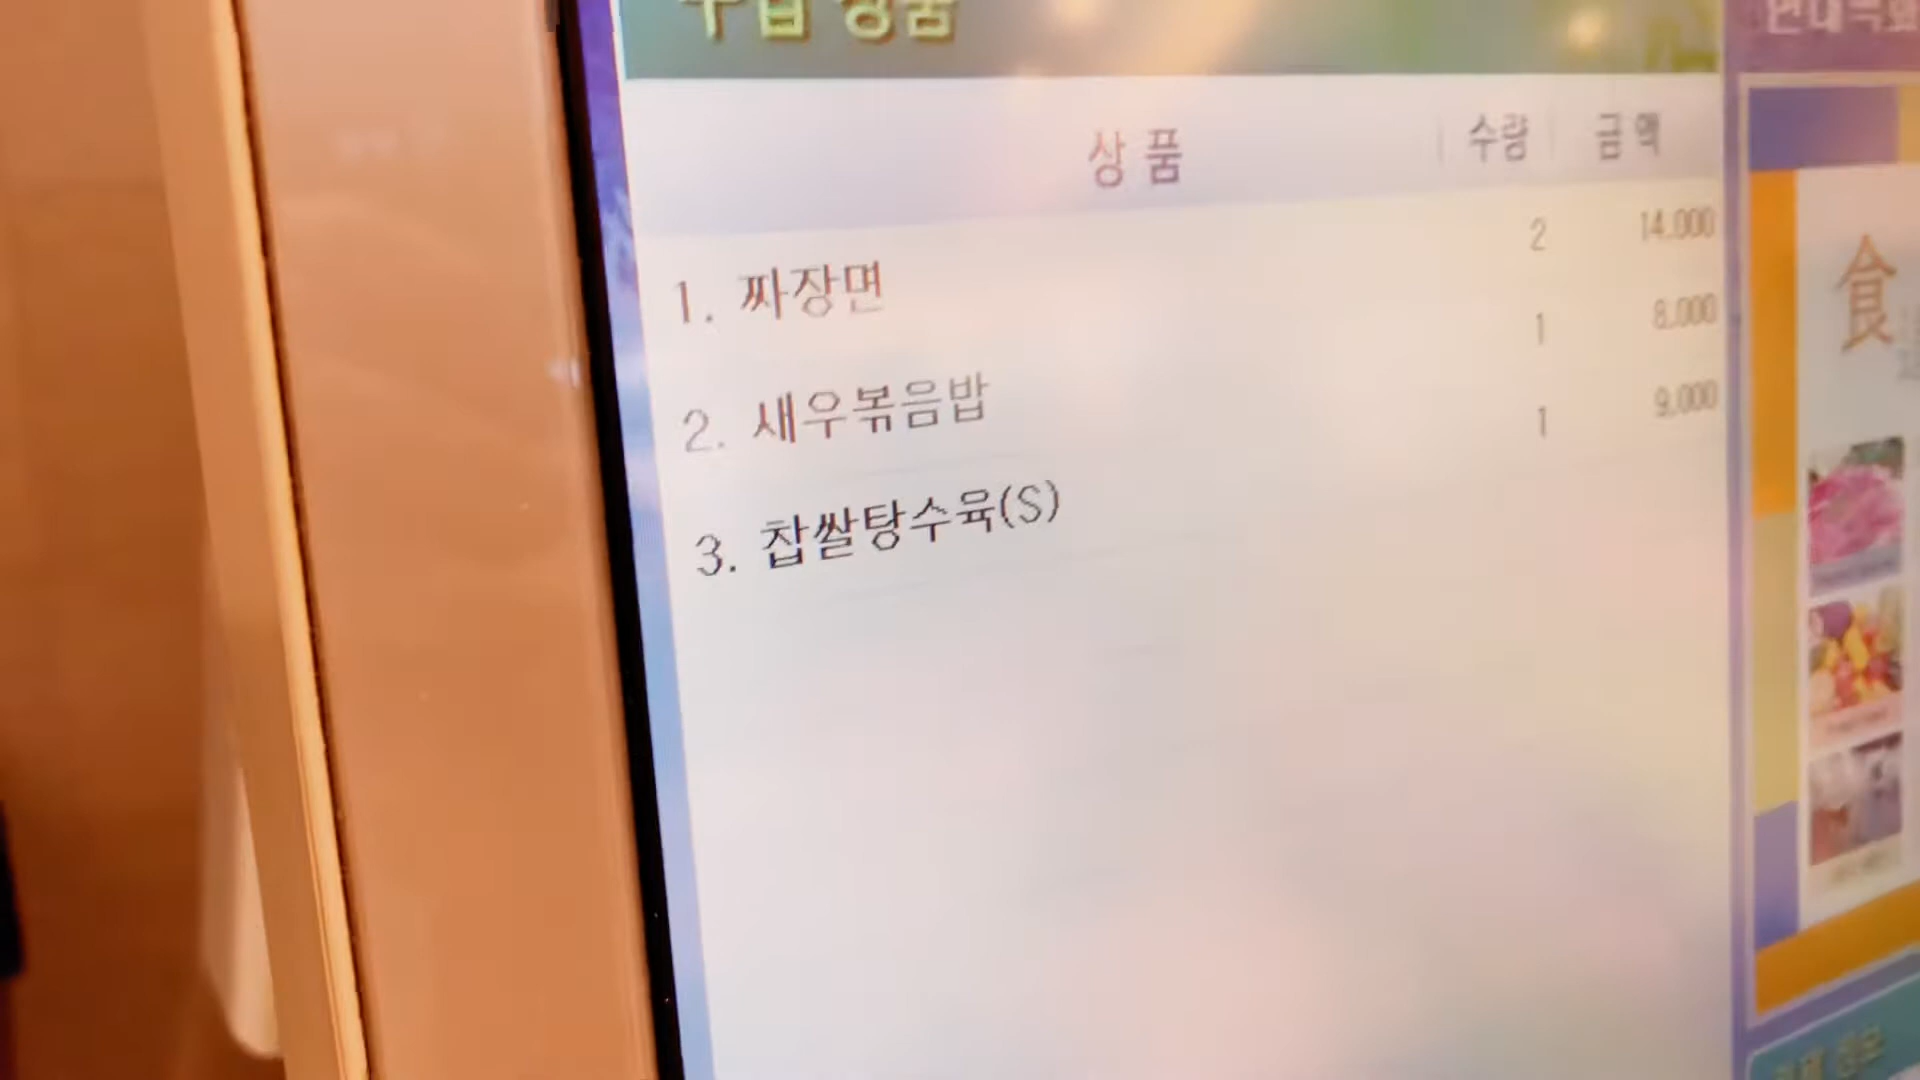 상품 수량 금액
1. 짜장면 2 14.000
2. 새우볶음밥 1 8.000
3. 찹쌀탕수육(S) 1 9.000
食